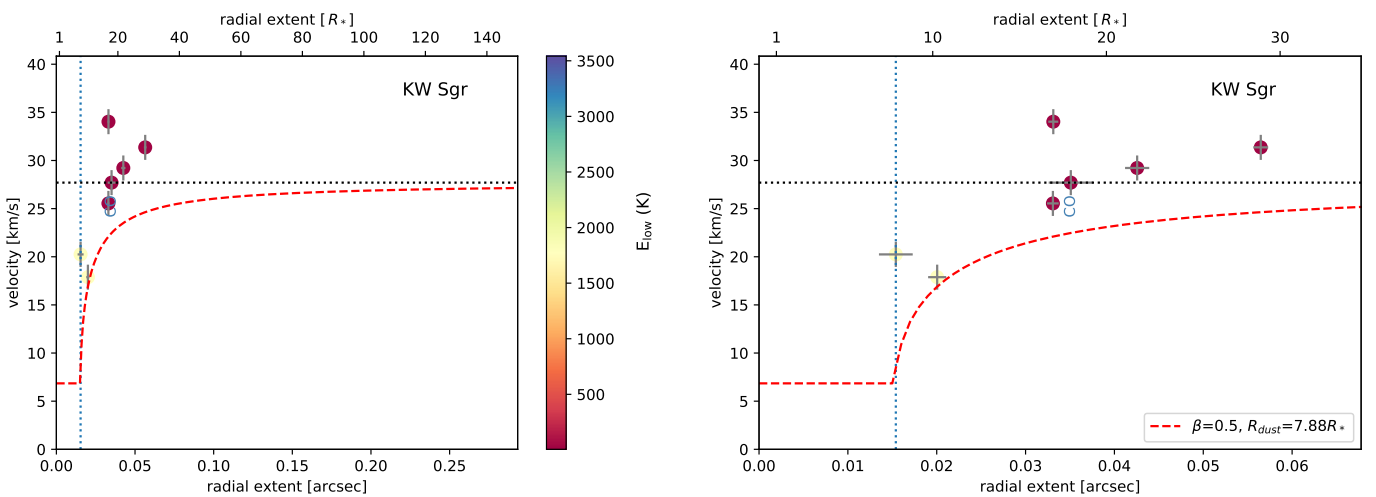 radial extent [ R* ]
1 20 40 60 80 100 120 140
KW Sgr
velocity [km/s]
40
35
30
25
20
15
10
5
0
CO
0.00 0.05 0.10 0.15 0.20 0.25
radial extent [arcsec]
3500
3000
2500
2000
1500
1000
500
E_low (K)
radial extent [ R* ]
1 10 20 30
KW Sgr
velocity [km/s]
40
35
30
25
20
15
10
5
0
CO
β=0.5, R_dust=7.88R*
0.00 0.01 0.02 0.03 0.04 0.05 0.06
radial extent [arcsec]